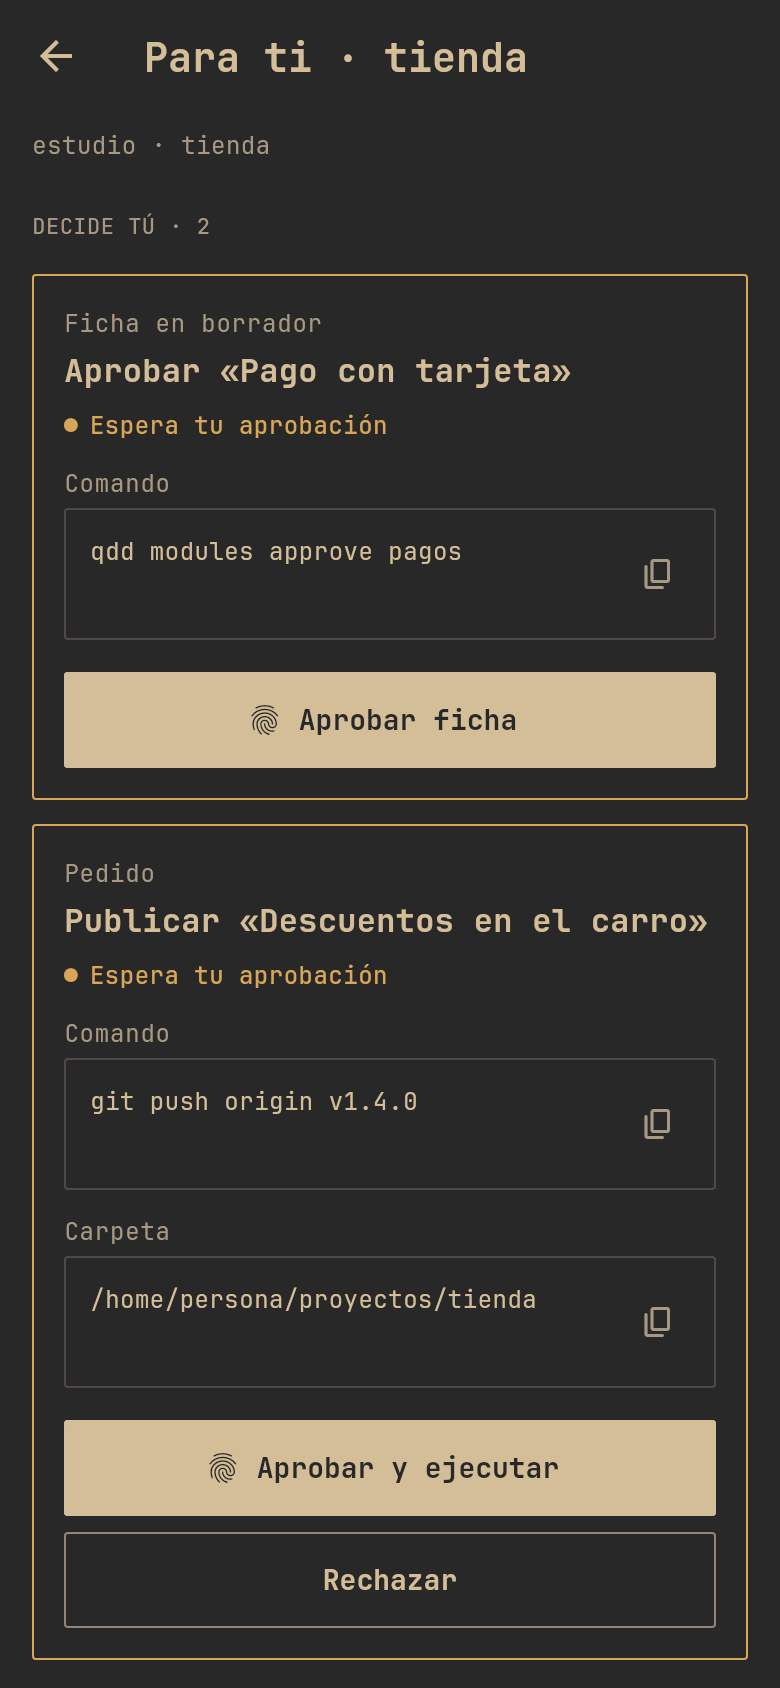 Para ti · tienda
estudio · tienda
DECIDE TÚ · 2
Ficha en borrador
Aprobar «Pago con tarjeta»
Espera tu aprobación
Comando
qdd modules approve pagos
Aprobar ficha
Pedido
Publicar «Descuentos en el carro»
Espera tu aprobación
Comando
git push origin v1.4.0
Carpeta
/home/persona/proyectos/tienda
Aprobar y ejecutar
Rechazar